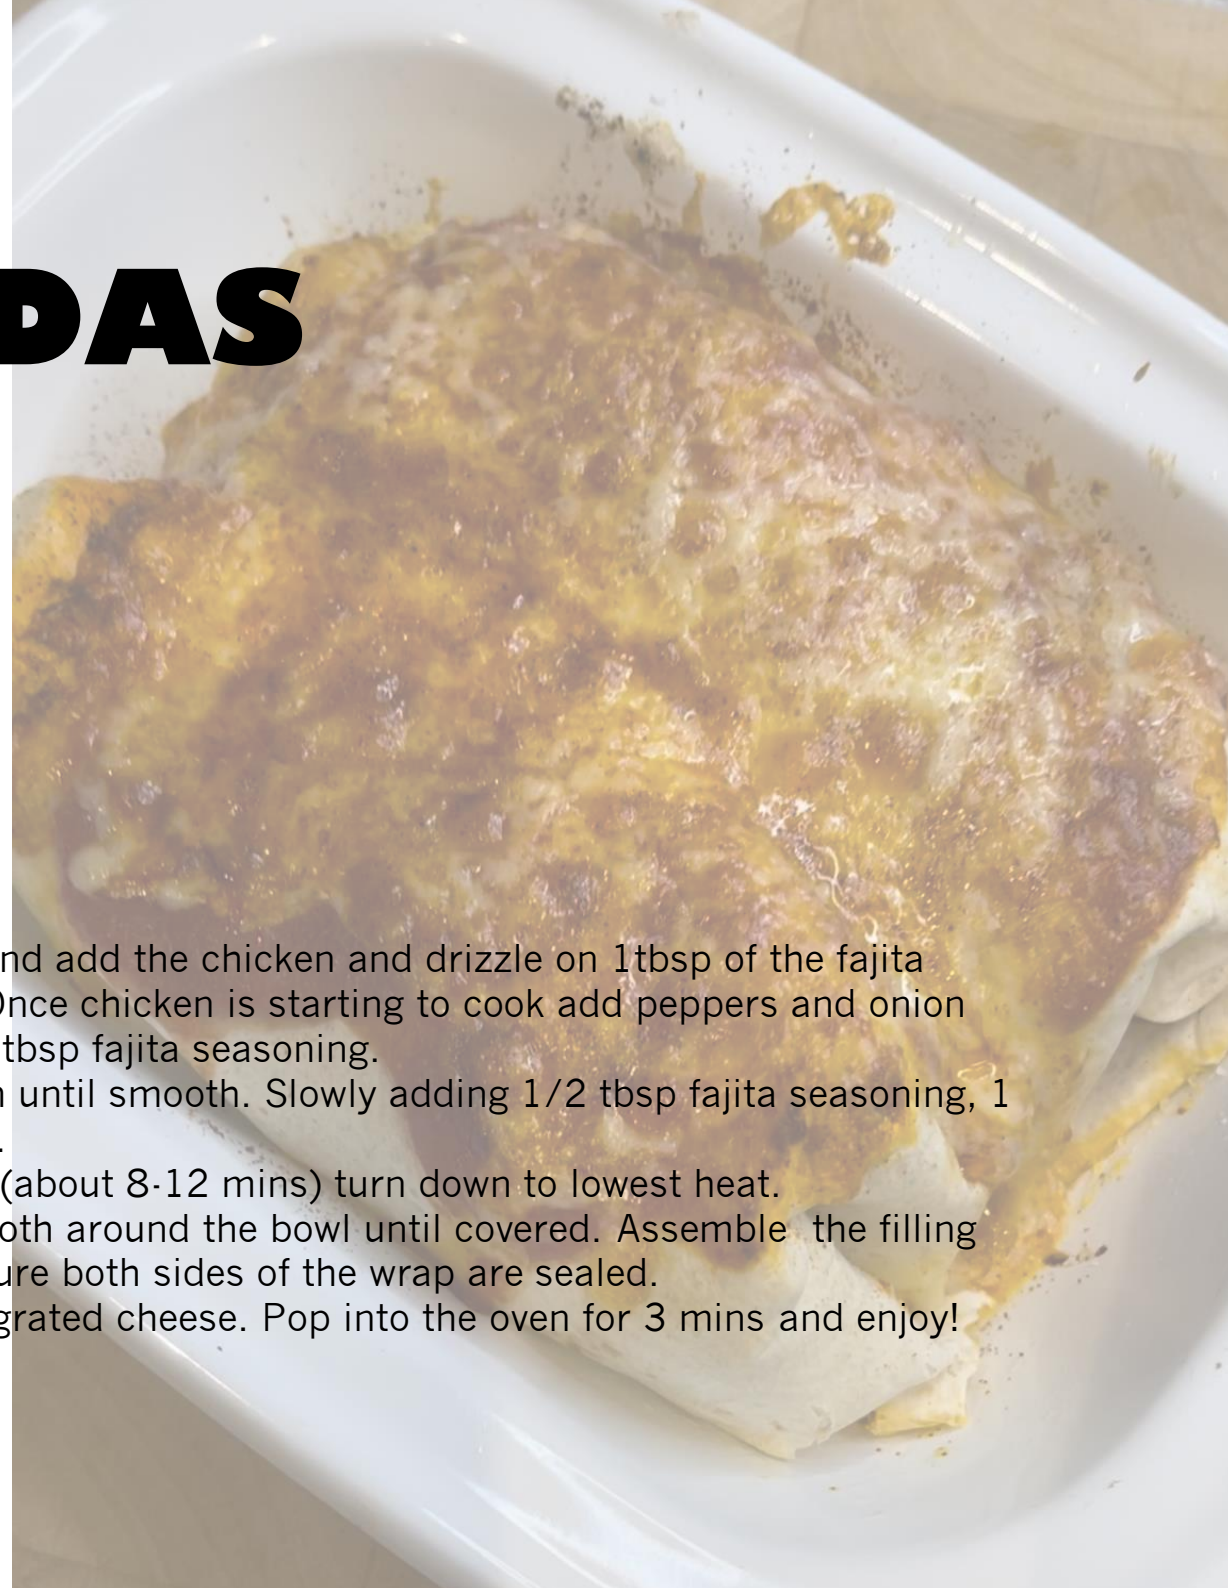 DAS
nd add the chicken and drizzle on 1tbsp of the fajita
Once chicken is starting to cook add peppers and onion
tbsp fajita seasoning.
until smooth. Slowly adding 1/2 tbsp fajita seasoning, 1
.
(about 8-12 mins) turn down to lowest heat.
oth around the bowl until covered. Assemble  the filling
ure both sides of the wrap are sealed.
grated cheese. Pop into the oven for 3 mins and enjoy!